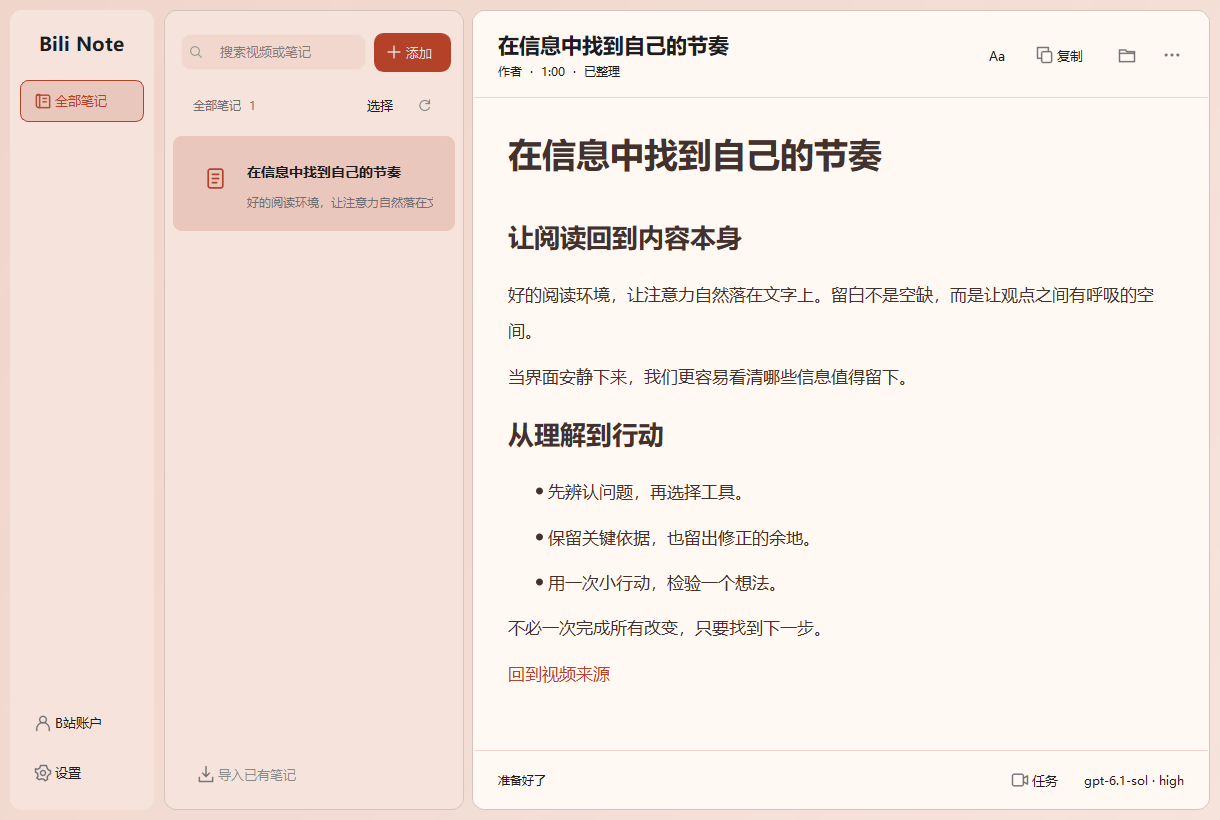 Bili Note
全部笔记
B站账户
设置
搜索视频或笔记
添加
全部笔记 1
选择
在信息中找到自己的节奏
好的阅读环境，让注意力自然落在文
导入已有笔记
在信息中找到自己的节奏
作者 · 1:00 · 已整理
Aa
复制
在信息中找到自己的节奏
让阅读回到内容本身
好的阅读环境，让注意力自然落在文字上。留白不是空缺，而是让观点之间有呼吸的空
间。
当界面安静下来，我们更容易看清哪些信息值得留下。
从理解到行动
• 先辨认问题，再选择工具。
• 保留关键依据，也留出修正的余地。
• 用一次小行动，检验一个想法。
不必一次完成所有改变，只要找到下一步。
回到视频来源
准备好了
任务
gpt-6.1-sol · high